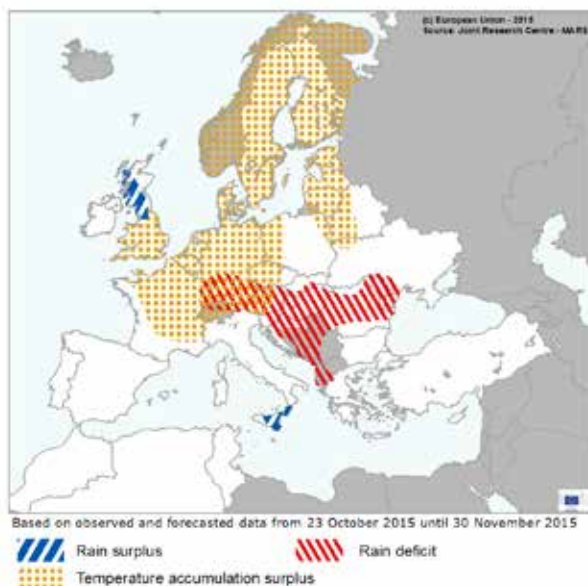 (c) European Union - 2015
Source: Joint Research Centre - MARS
Based on observed and forecasted data from 23 October 2015 until 30 November 2015
Rain surplus
Rain deficit
Temperature accumulation surplus